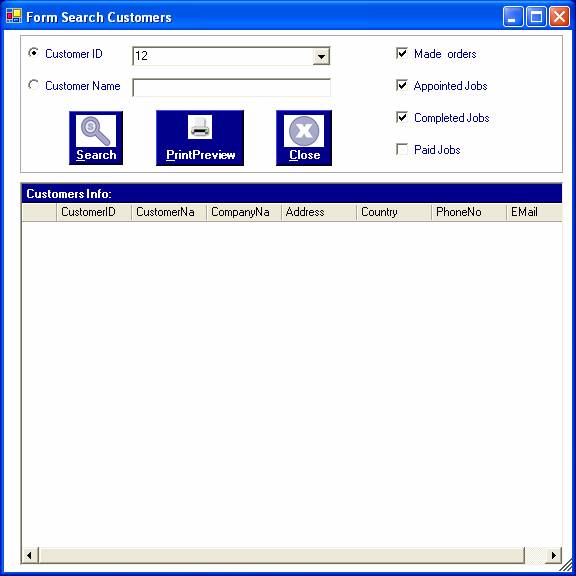 Form Search Customers
Customer ID 12 Made orders
Customer Name Appointed Jobs
Completed Jobs
Paid Jobs
Search PrintPreview Close
Customers Info:
CustomerID CustomerNa CompanyNa Address Country PhoneNo EMail